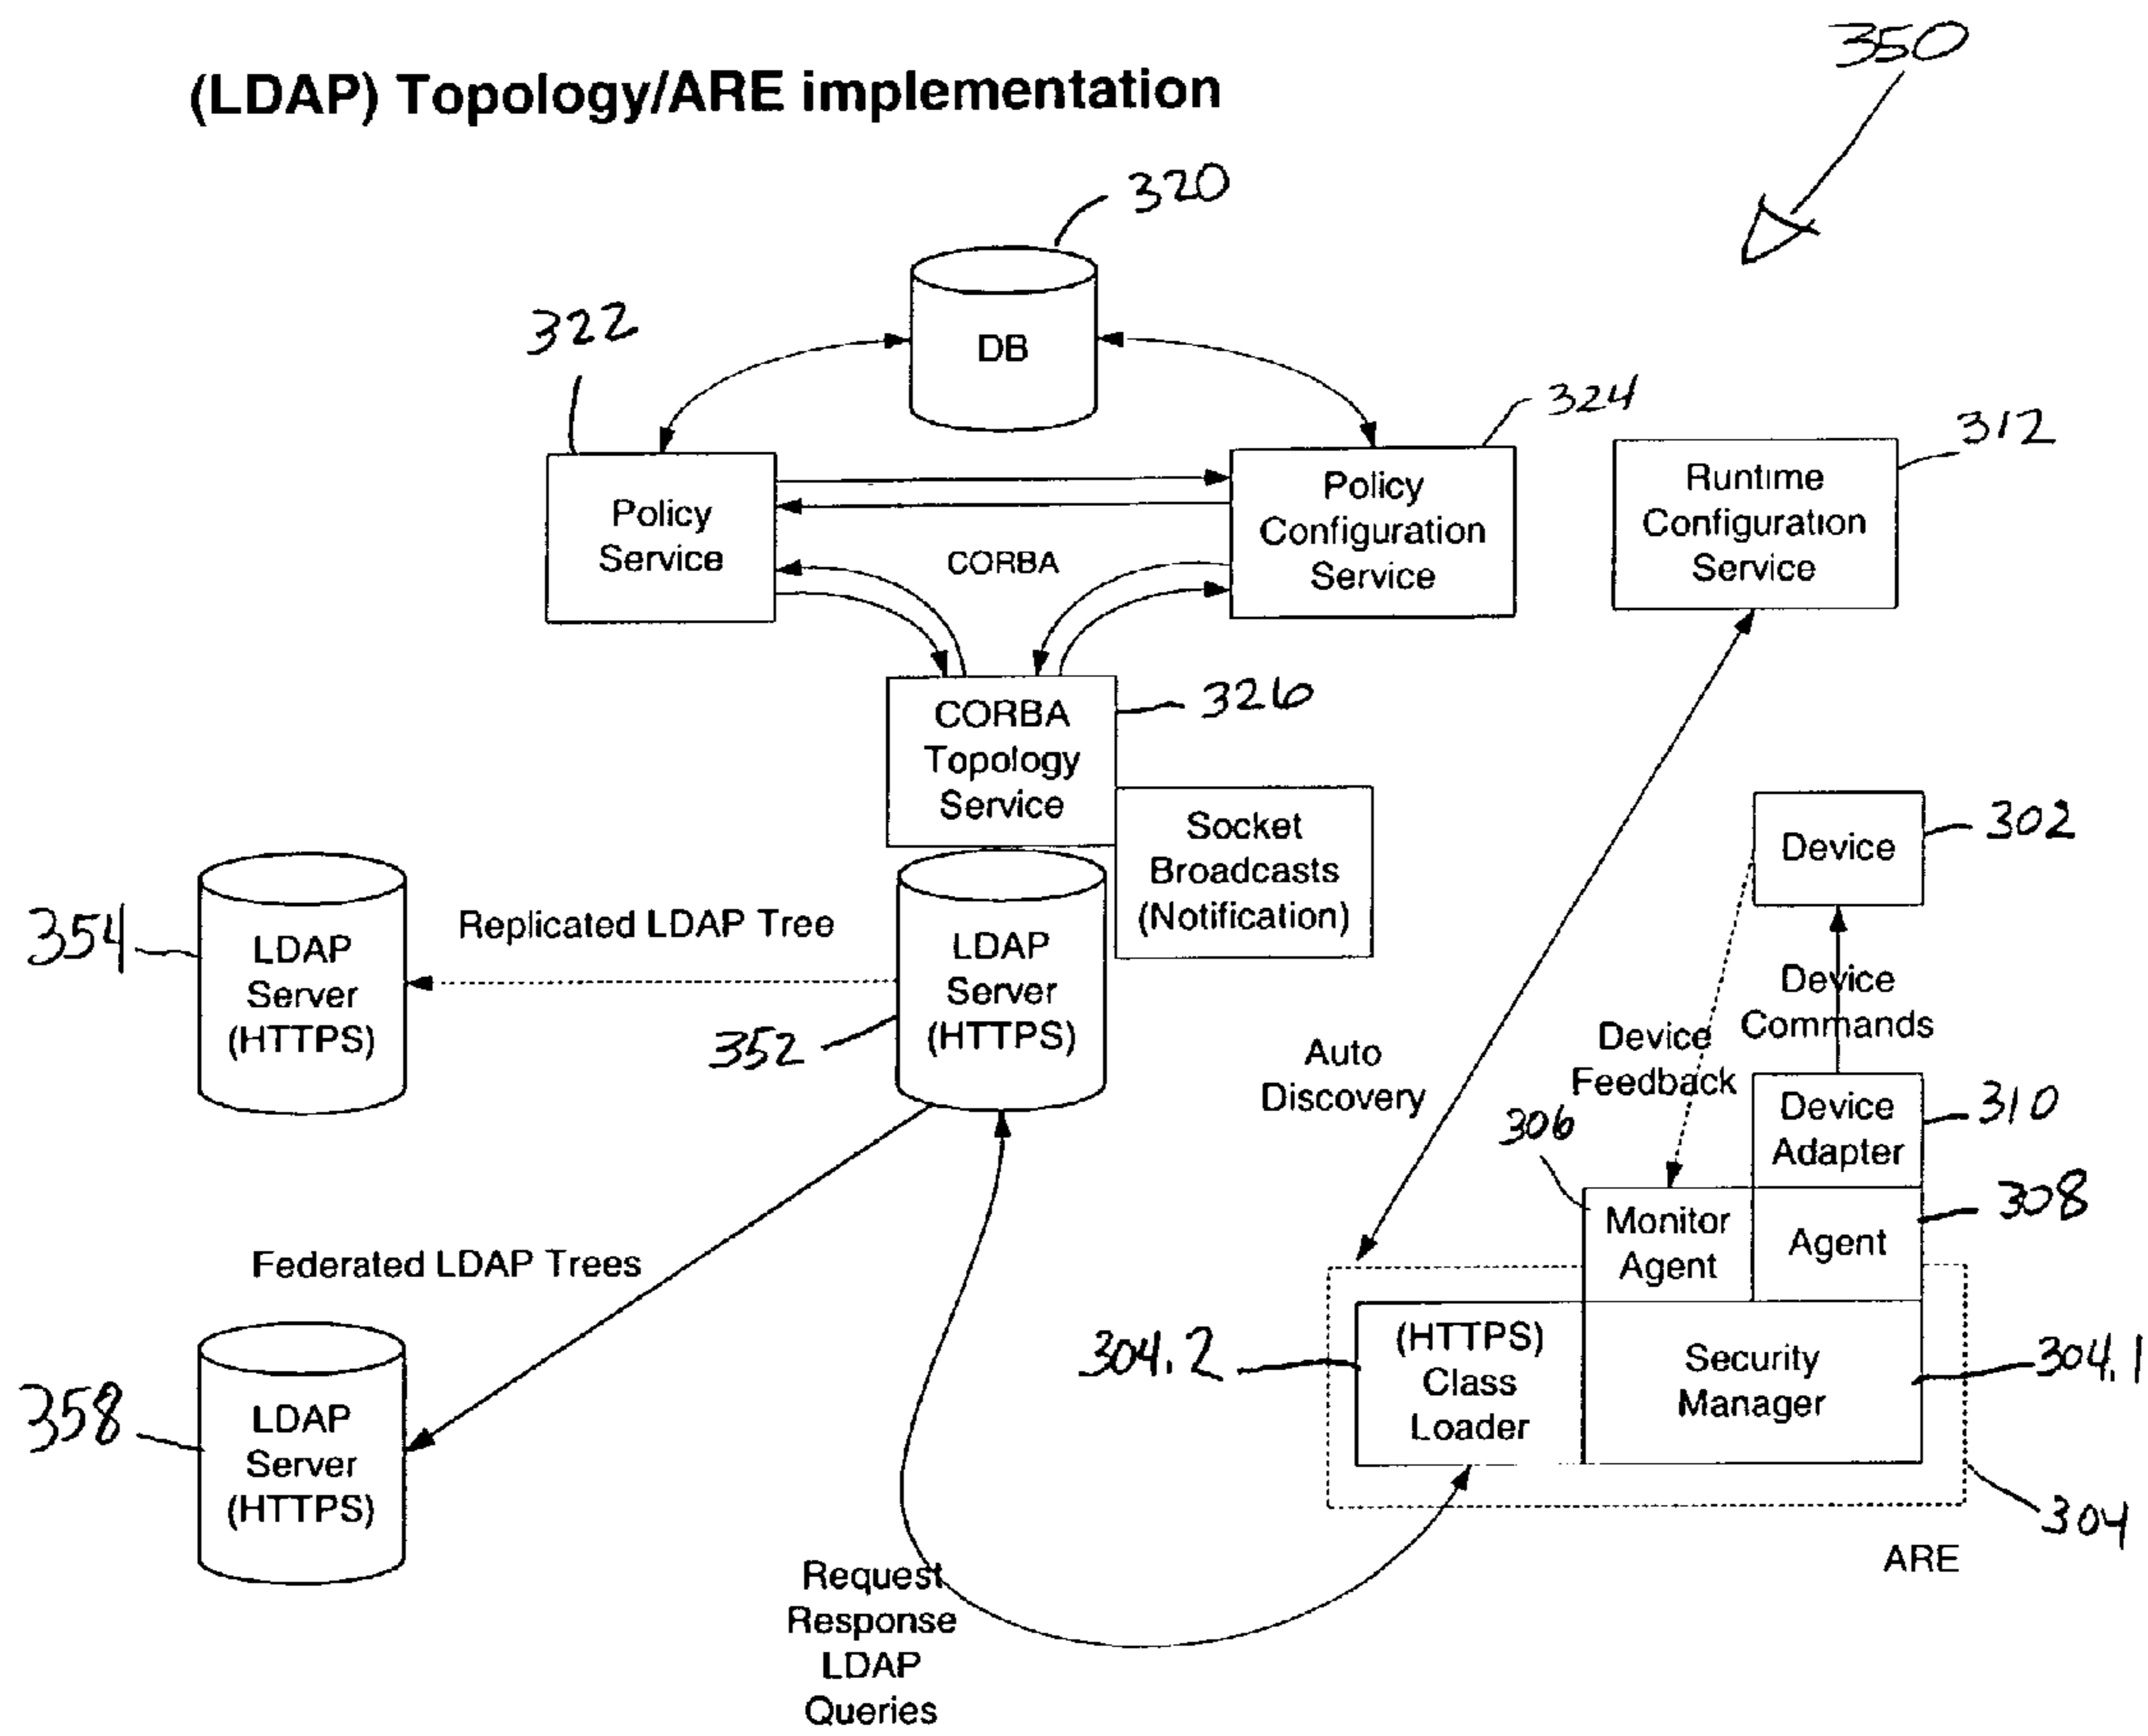 350
(LDAP) Topology/ARE implementation
320
322
DB
324
312
Policy
Service
CORBA
Policy
Configuration
Service
Runtime
Configuration
Service
CORBA
Topology
Service
326
Socket
Broadcasts
(Notification)
Device
302
354
LDAP
Server
(HTTPS)
Replicated LDAP Tree
LDAP
Server
(HTTPS)
352
Auto
Discovery
Device
Commands
Device
Feedback
Device
Adapter
310
306
Monitor
Agent
Agent
308
Federated LDAP Trees
358
LDAP
Server
(HTTPS)
304.2
(HTTPS)
Class
Loader
Security
Manager
304.1
304
ARE
Request
Response
LDAP
Queries